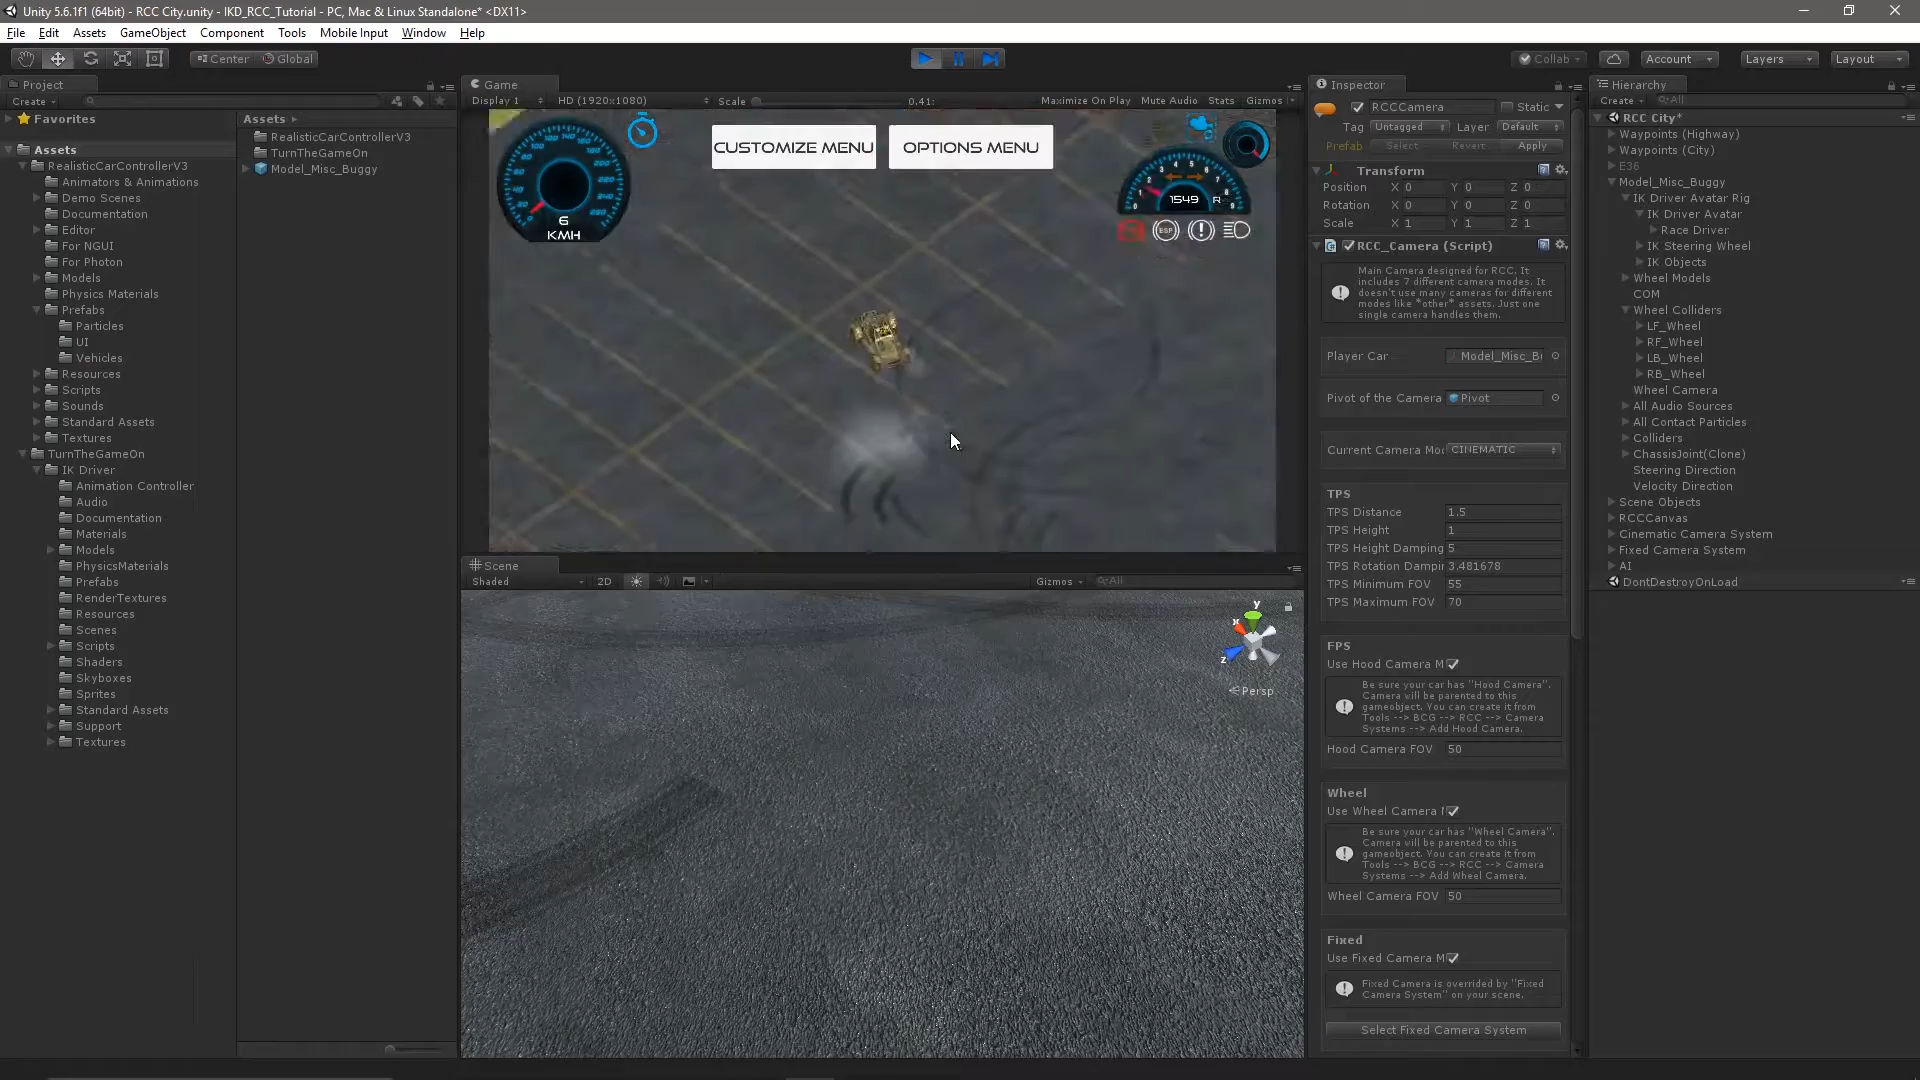 Unity 5.6.1f1 (64bit) - RCC City.unity - IKD_RCC_Tutorial - PC, Mac & Linux Standalone* <DX11>
File Edit Assets GameObject Component Tools Mobile Input Window Help
Center Global
Collab Account Layers Layout
Project
Create
Favorites
Assets
RealisticCarControllerV3
Animators & Animations
Demo Scenes
Documentation
Editor
For NGUI
For Photon
Models
Physics Materials
Prefabs
Particles
UI
Vehicles
Resources
Scripts
Sounds
Standard Assets
Textures
TurnTheGameOn
IK Driver
Animation Controller
Audio
Documentation
Materials
Models
PhysicsMaterials
Prefabs
RenderTextures
Resources
Scenes
Scripts
Shaders
Skyboxes
Sprites
Standard Assets
Support
Textures
Assets
RealisticCarControllerV3
TurnTheGameOn
Model_Misc_Buggy
Game
Display 1 HD (1920x1080) Scale 0.41: Maximize On Play Mute Audio Stats Gizmos
CUSTOMIZE MENU OPTIONS MENU
6
KMH
1549 R
ESP
Scene
Shaded 2D Gizmos All
y
x
z
Persp
Inspector
RCCCamera Static
Tag Untagged Layer Default
Prefab Select Revert Apply
Transform
Position X 0 Y 0 Z 0
Rotation X 0 Y 0 Z 0
Scale X 1 Y 1 Z 1
RCC_Camera (Script)
Main Camera designed for RCC. It
includes 7 different camera modes. It
doesn't use many cameras for different
modes like *other* assets. Just one
single camera handles them.
Player Car Model_Misc_Bu
Pivot of the Camera Pivot
Current Camera Mo CINEMATIC
TPS
TPS Distance 1.5
TPS Height 1
TPS Height Damping 5
TPS Rotation Dampin 3.481678
TPS Minimum FOV 55
TPS Maximum FOV 70
FPS
Use Hood Camera M
Be sure your car has "Hood Camera".
Camera will be parented to this
gameobject. You can create it from
Tools --> BCG --> RCC --> Camera
Systems --> Add Hood Camera.
Hood Camera FOV 50
Wheel
Use Wheel Camera
Be sure your car has "Wheel Camera".
Camera will be parented to this
gameobject. You can create it from
Tools --> BCG --> RCC --> Camera
Systems --> Add Wheel Camera.
Wheel Camera FOV 50
Fixed
Use Fixed Camera M
Fixed Camera is overrided by "Fixed
Camera System" on your scene.
Select Fixed Camera System
Hierarchy
Create All
RCC City*
Waypoints (Highway)
Waypoints (City)
E36
Model_Misc_Buggy
IK Driver Avatar Rig
IK Driver Avatar
Race Driver
IK Steering Wheel
IK Objects
Wheel Models
COM
Wheel Colliders
LF_Wheel
RF_Wheel
LB_Wheel
RB_Wheel
Wheel Camera
All Audio Sources
All Contact Particles
Colliders
ChassisJoint(Clone)
Steering Direction
Velocity Direction
Scene Objects
RCCCanvas
Cinematic Camera System
Fixed Camera System
AI
DontDestroyOnLoad